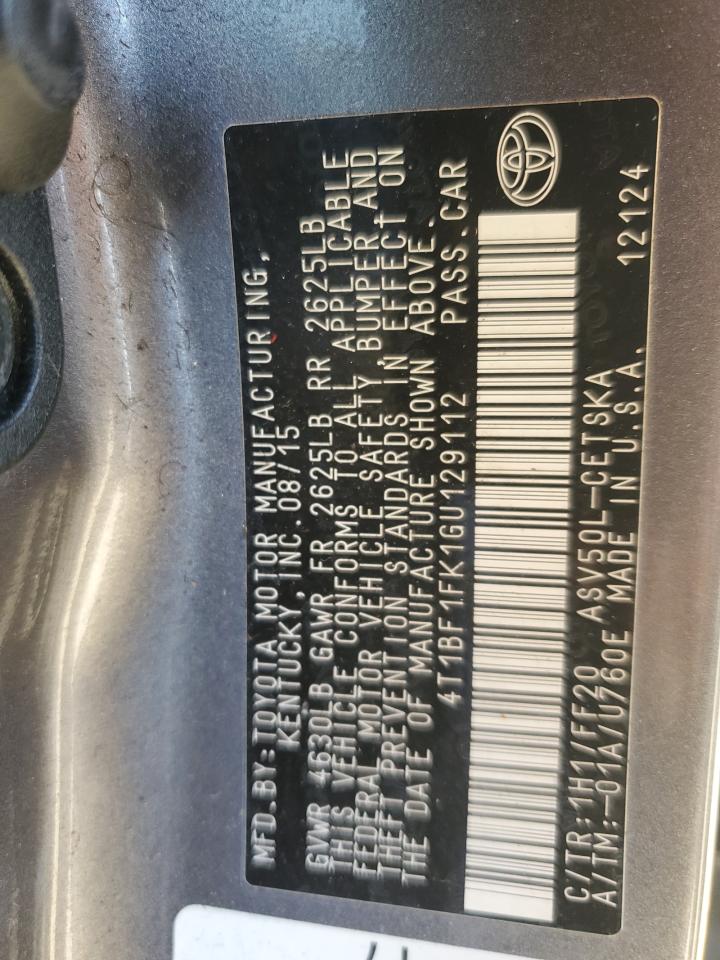 MFD.BY:TOYOTA MOTOR MANUFACTURING,
KENTUCKY,INC.08/15
GVWR 4630LB GAWR FR 2625LB RR 2625LB
THIS VEHICLE CONFORMS TO ALL APPLICABLE
FEDERAL MOTOR VEHICLE SAFETY BUMPER AND
THEFT PREVENTION STANDARDS IN EFFECT ON
THE DATE OF MANUFACTURE SHOWN ABOVE.
4T1BF1FK1GU129112 PASS.CAR
C/TR:1H1/FF20 ASV50L-CETSKA
A/TM:-01A/U760E MADE IN U.S.A. 12124